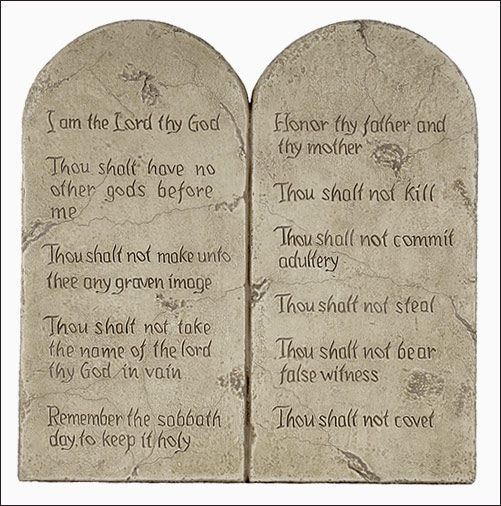 I am the Lord thy God
Thou shalt have no
other gods before
me
Thou shalt not make unto
thee any graven image
Thou shalt not take
the name of the lord
thy God in vain
Remember the sabbath
day, to keep it holy
Honor thy father and
thy mother
Thou shalt not kill
Thou shall not commit
adultery
Thou shalt not steal
Thou shalt not bear
false witness
Thou shalt not covet